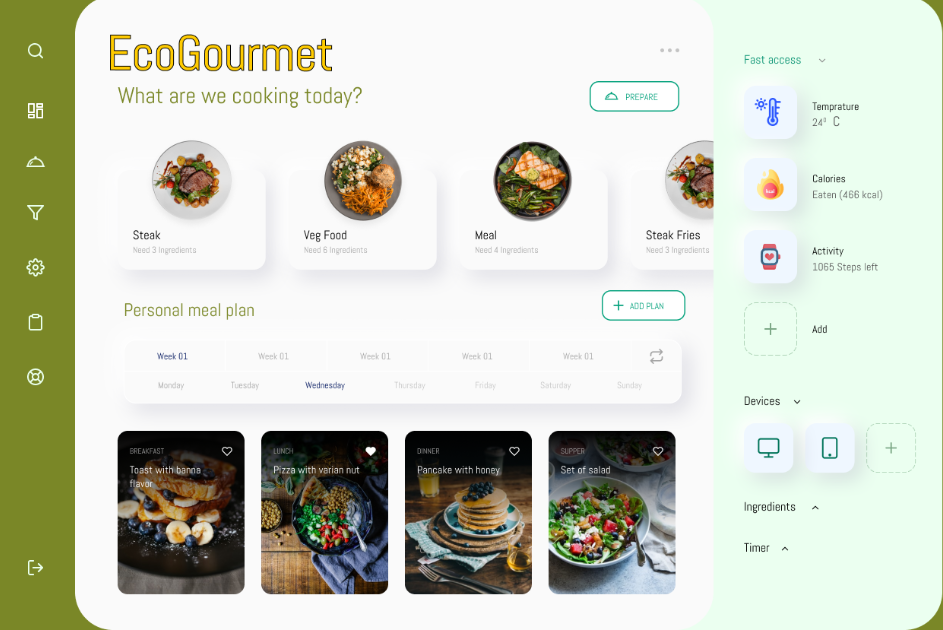 EcoGourmet
What are we cooking today?
PREPARE
Steak
Need 3 Ingredients
Veg Food
Need 6 Ingredients
Meal
Need 4 Ingredients
Steak Fries
Need 3 Ingredients
Personal meal plan
ADD PLAN
Week 01 Week 01 Week 01 Week 01 Week 01
Monday Tuesday Wednesday Thursday Friday Saturday Sunday
BREAKFAST
Toast with banna
flavor
LUNCH
Pizza with varian nut
DINNER
Pancake with honey
SUPPER
Set of salad
Fast access
Temprature
24° C
Calories
Eaten (466 kcal)
Activity
1065 Steps left
Add
Devices
Ingredients
Timer